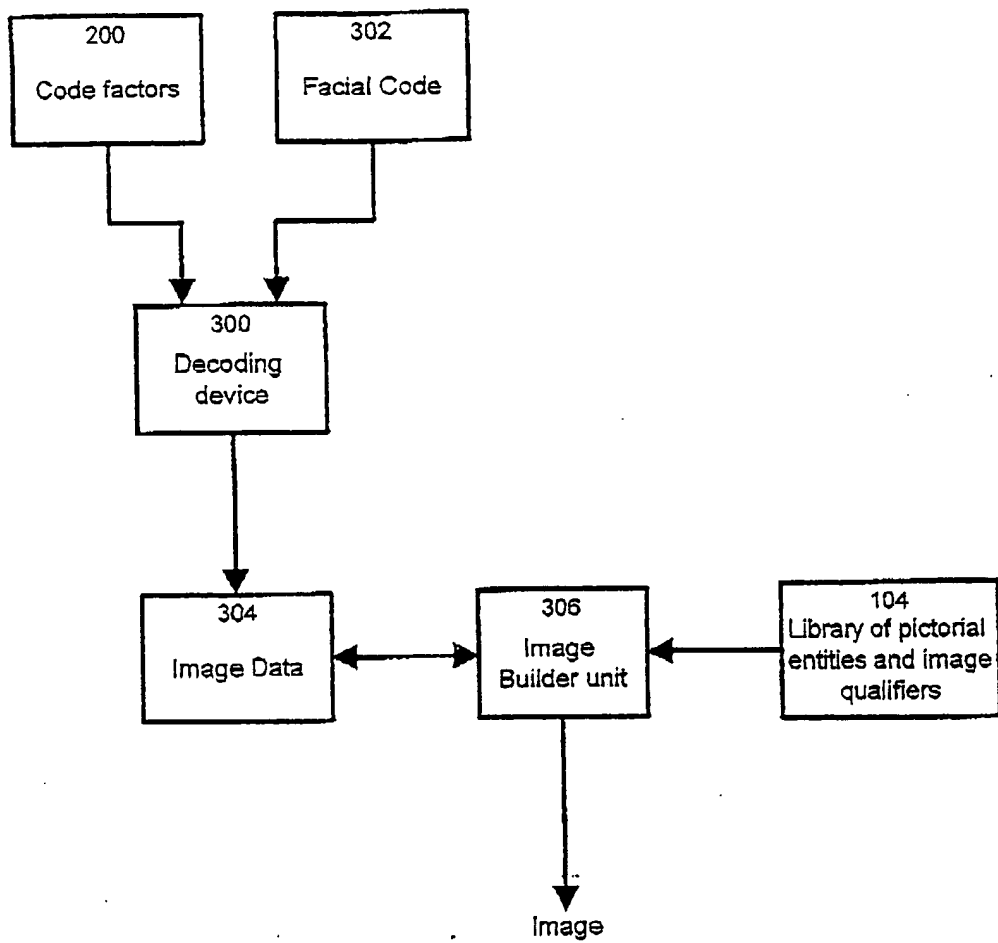 200
Code factors
302
Facial Code
300
Decoding
device
304
Image Data
306
Image
Builder unit
104
Library of pictorial
entities and image
qualifiers
Image